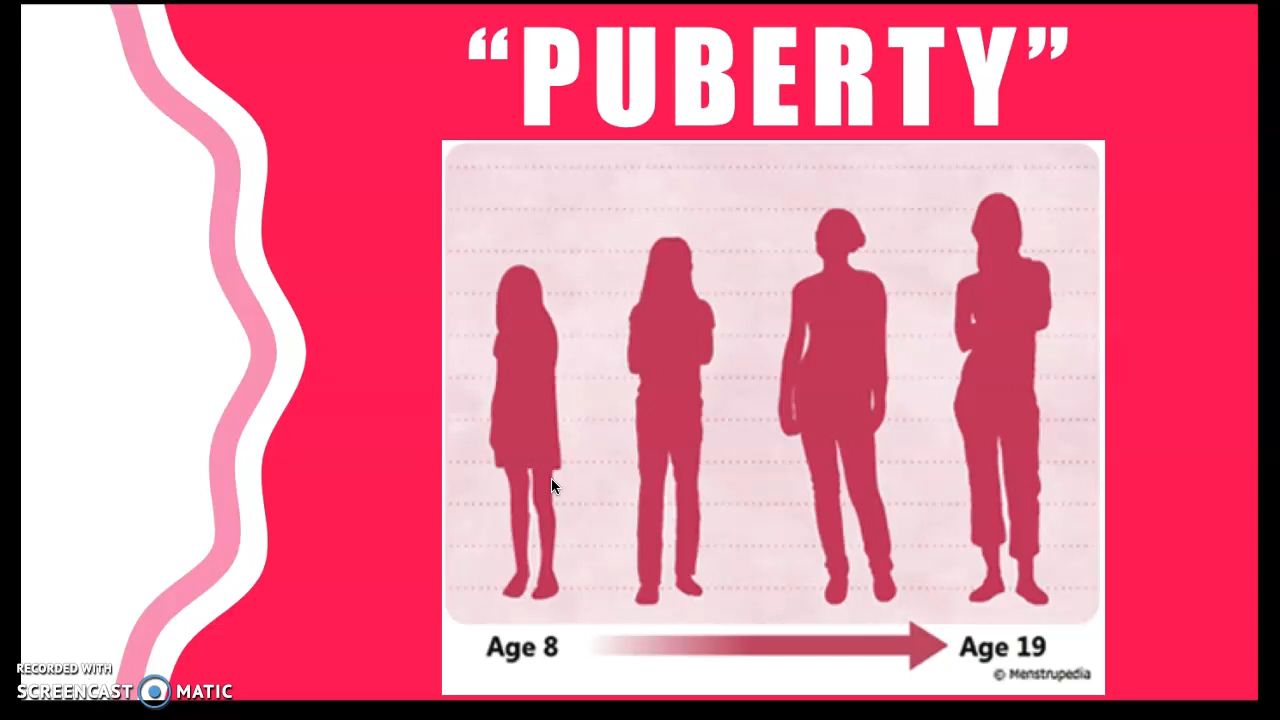 “PUBERTY”
Age 8
Age 19
© Menstrupedia
RECORDED WITH
SCREENCAST MATIC